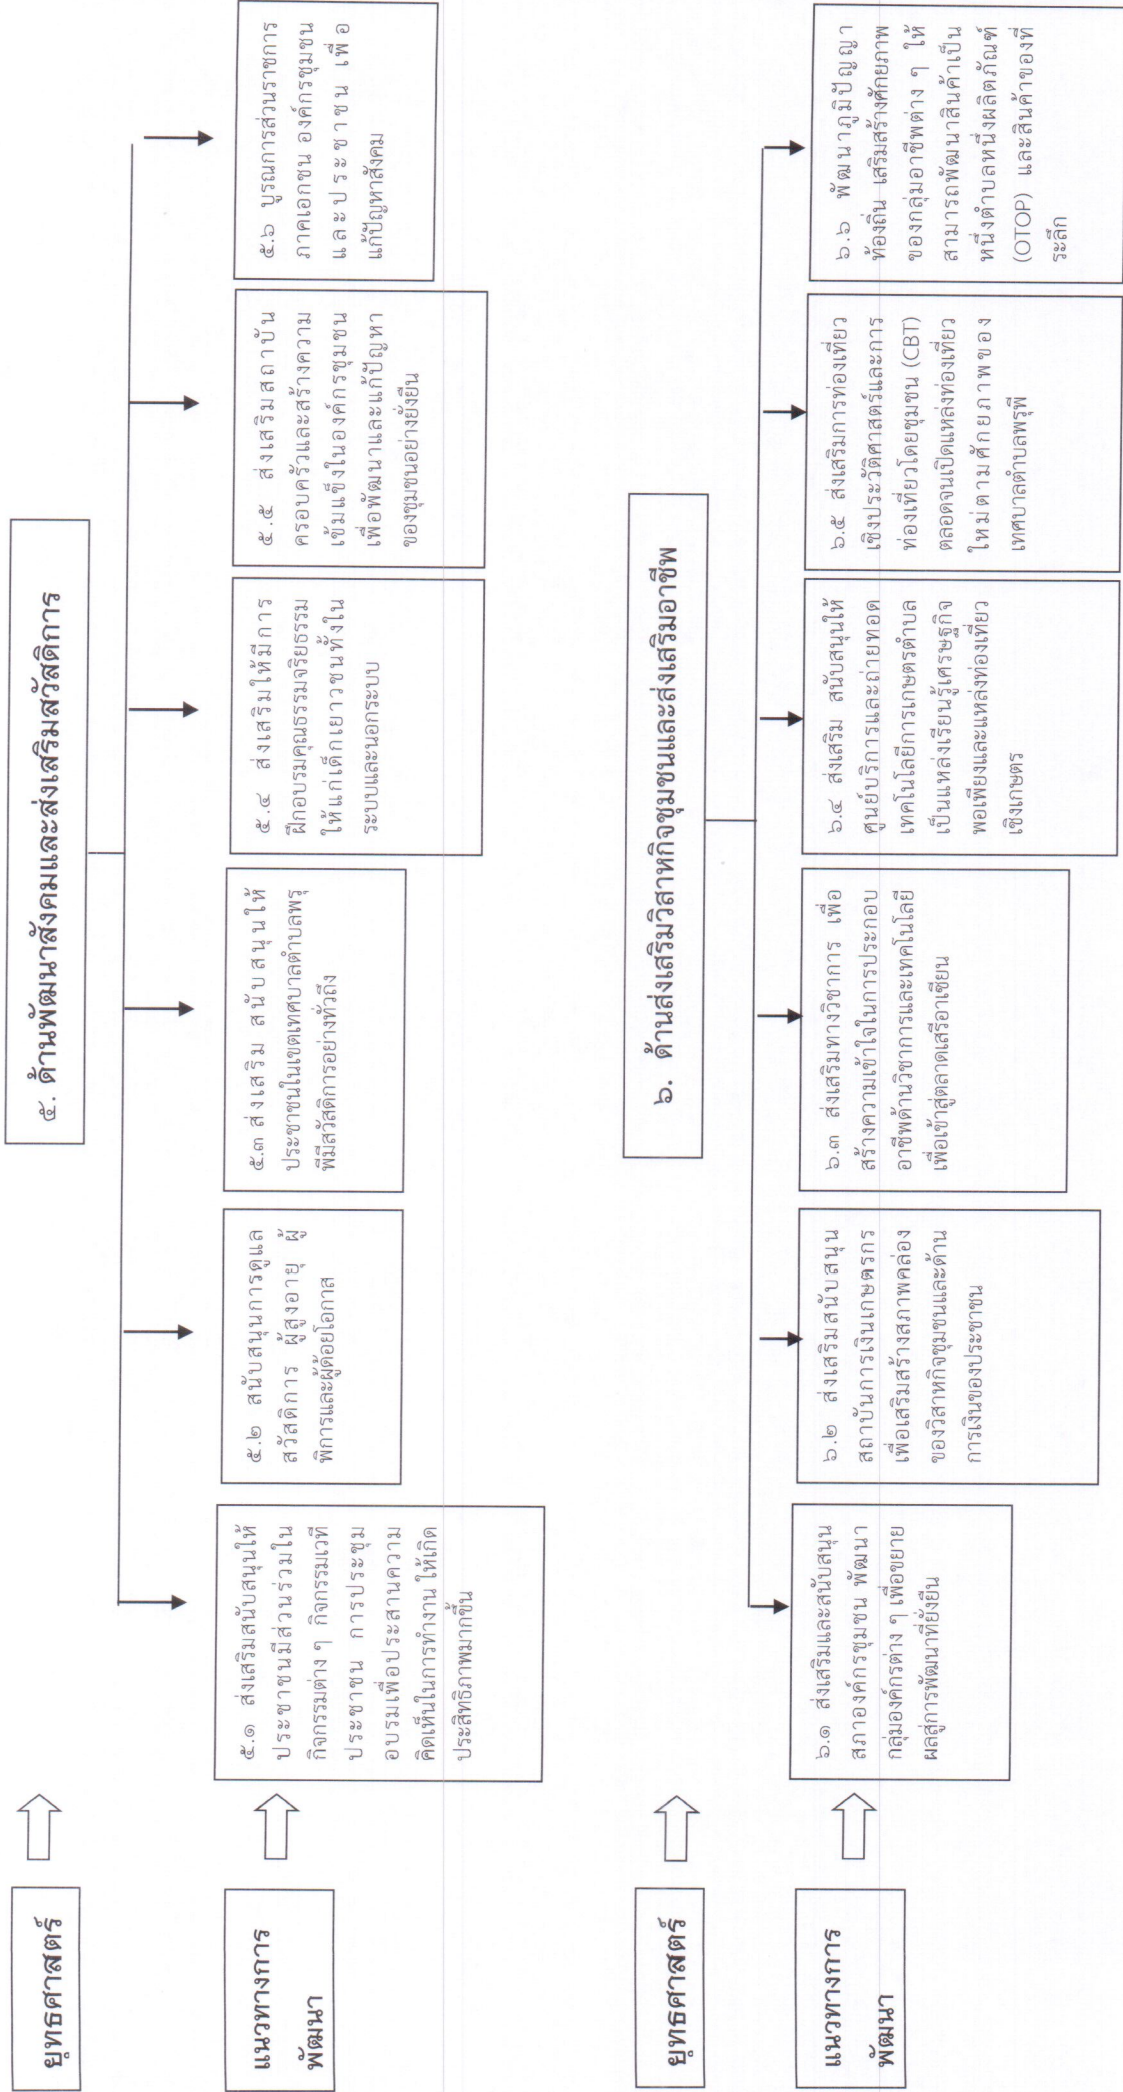 ยุทธศาสตร์
๕. ด้านพัฒนาสังคมและส่งเสริมสวัสดิการ
แนวทางการ
พัฒนา
๕.๑ ส่งเสริมสนับสนุนให้
ประชาชนมีส่วนร่วมใน
กิจกรรมต่าง ๆ กิจกรรมเวที
ประชาชน การประชุม
อบรมเพื่อประสานความ
คิดเห็นในการทำงาน ให้เกิด
ประสิทธิภาพมากขึ้น
๕.๒ สนับสนุนการดูแล
สวัสดิการ ผู้สูงอายุ ผู้
พิการและผู้ด้อยโอกาส
๕.๓ ส่งเสริม สนับสนุนให้
ประชาชนในเขตเทศบาลตำบลพรุ
พีมีสวัสดิการอย่างทั่วถึง
๕.๔ ส่งเสริมให้มีการ
ฝึกอบรมคุณธรรมจริยธรรม
ให้แก่เด็กเยาวชนทั้งใน
ระบบและนอกระบบ
๕.๕ ส่งเสริมสถาบัน
ครอบครัวและสร้างความ
เข้มแข็งในองค์กรชุมชน
เพื่อพัฒนาและแก้ปัญหา
ของชุมชนอย่างยั่งยืน
๕.๖ บูรณการส่วนราชการ
ภาคเอกชน องค์กรชุมชน
และประชาชน เพื่อ
แก้ปัญหาสังคม
ยุทธศาสตร์
๖. ด้านส่งเสริมวิสาหกิจชุมชนและส่งเสริมอาชีพ
แนวทางการ
พัฒนา
๖.๑ ส่งเสริมและสนับสนุน
สภาองค์กรชุมชน พัฒนา
กลุ่มองค์กรต่าง ๆ เพื่อขยาย
ผลสู่การพัฒนาที่ยั่งยืน
๖.๒ ส่งเสริมสนับสนุน
สถาบันการเงินเกษตรกร
เพื่อเสริมสร้างสภาพคล่อง
ของวิสาหกิจชุมชนและด้าน
การเงินของประชาชน
๖.๓ ส่งเสริมทางวิชาการ เพื่อ
สร้างความเข้าใจในการประกอบ
อาชีพด้านวิชาการและเทคโนโลยี
เพื่อเข้าสู่ตลาดเสรีอาเซียน
๖.๔ ส่งเสริม สนับสนุนให้
ศูนย์บริการและถ่ายทอด
เทคโนโลยีการเกษตรตำบล
เป็นแหล่งเรียนรู้เศรษฐกิจ
พอเพียงและแหล่งท่องเที่ยว
เชิงเกษตร
๖.๕ ส่งเสริมการท่องเที่ยว
เชิงประวัติศาสตร์และการ
ท่องเที่ยวโดยชุมชน (CBT)
ตลอดจนเปิดแหล่งท่องเที่ยว
ใหม่ตามศักยภาพของ
เทศบาลตำบลพรุพี
๖.๖ พัฒนาภูมิปัญญา
ท้องถิ่น เสริมสร้างศักยภาพ
ของกลุ่มอาชีพต่าง ๆ ให้
สามารถพัฒนาสินค้าเป็น
หนึ่งตำบลหนึ่งผลิตภัณฑ์
(OTOP) และสินค้าของที่
ระลึก